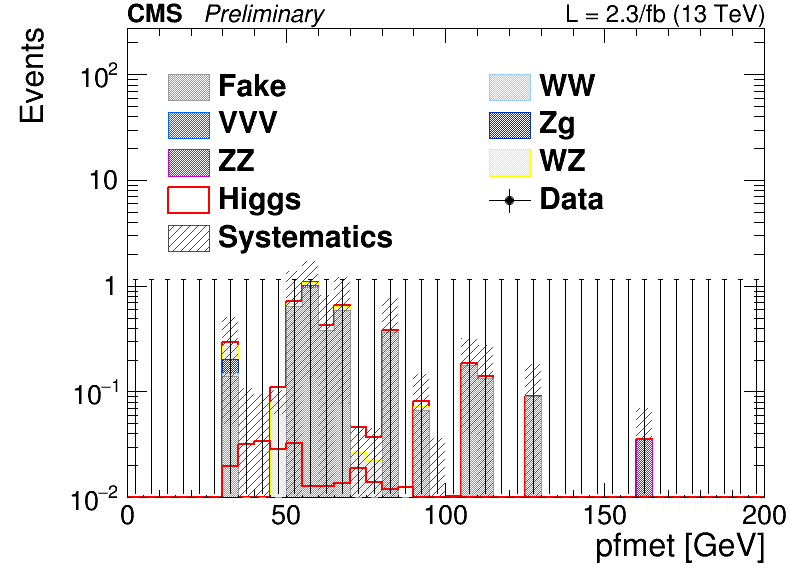 CMS Preliminary L = 2.3/fb (13 TeV)
Events
10²
10
1
10⁻¹
10⁻²
Fake WW
VVV Zg
ZZ WZ
Higgs Data
Systematics
0 50 100 150 200
pfmet [GeV]